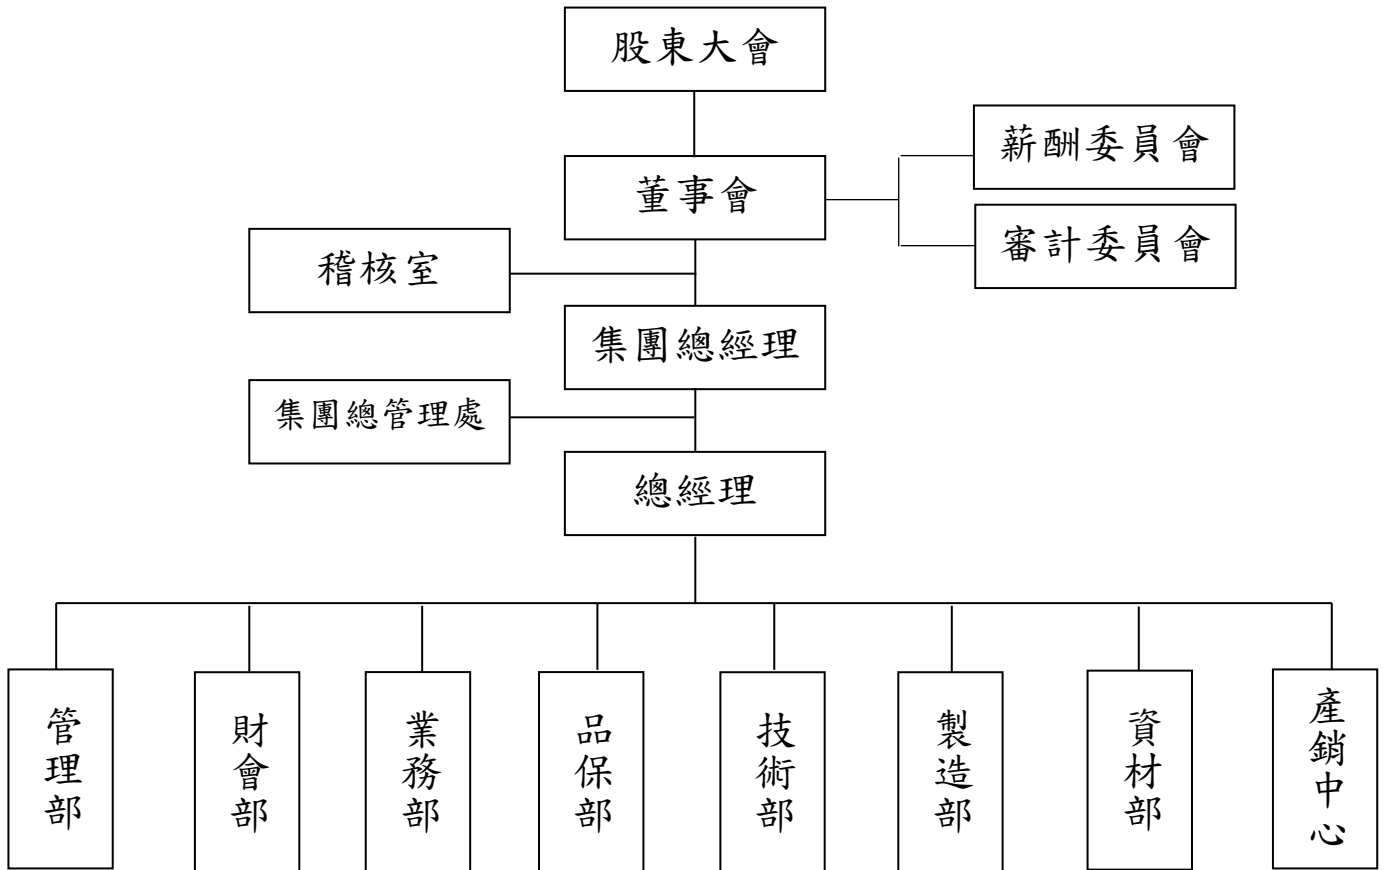 股東大會
薪酬委員會
董事會
審計委員會
稽核室
集團總經理
集團總管理處
總經理
管理部
財會部
業務部
品保部
技術部
製造部
資材部
產銷中心